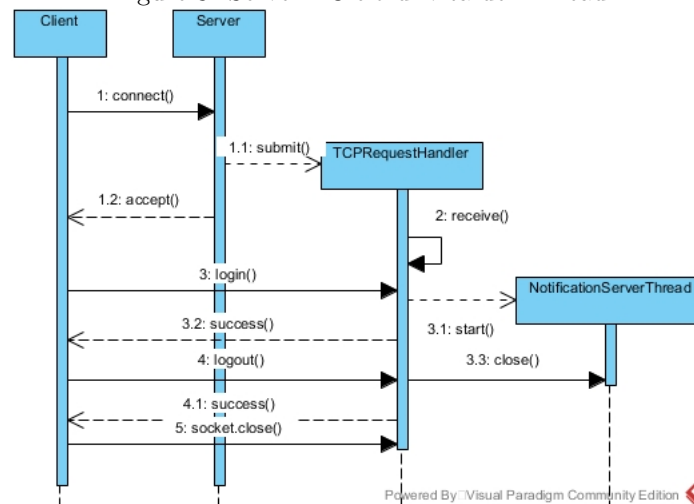 Client
Server
1: connect()
1.1: submit()
TCPRequestHandler
1.2: accept()
2: receive()
3: login()
NotificationServerThread
3.2: success()
3.1: start()
4: logout()
3.3: close()
4.1: success()
5: socket.close()
Powered By Visual Paradigm Community Edition